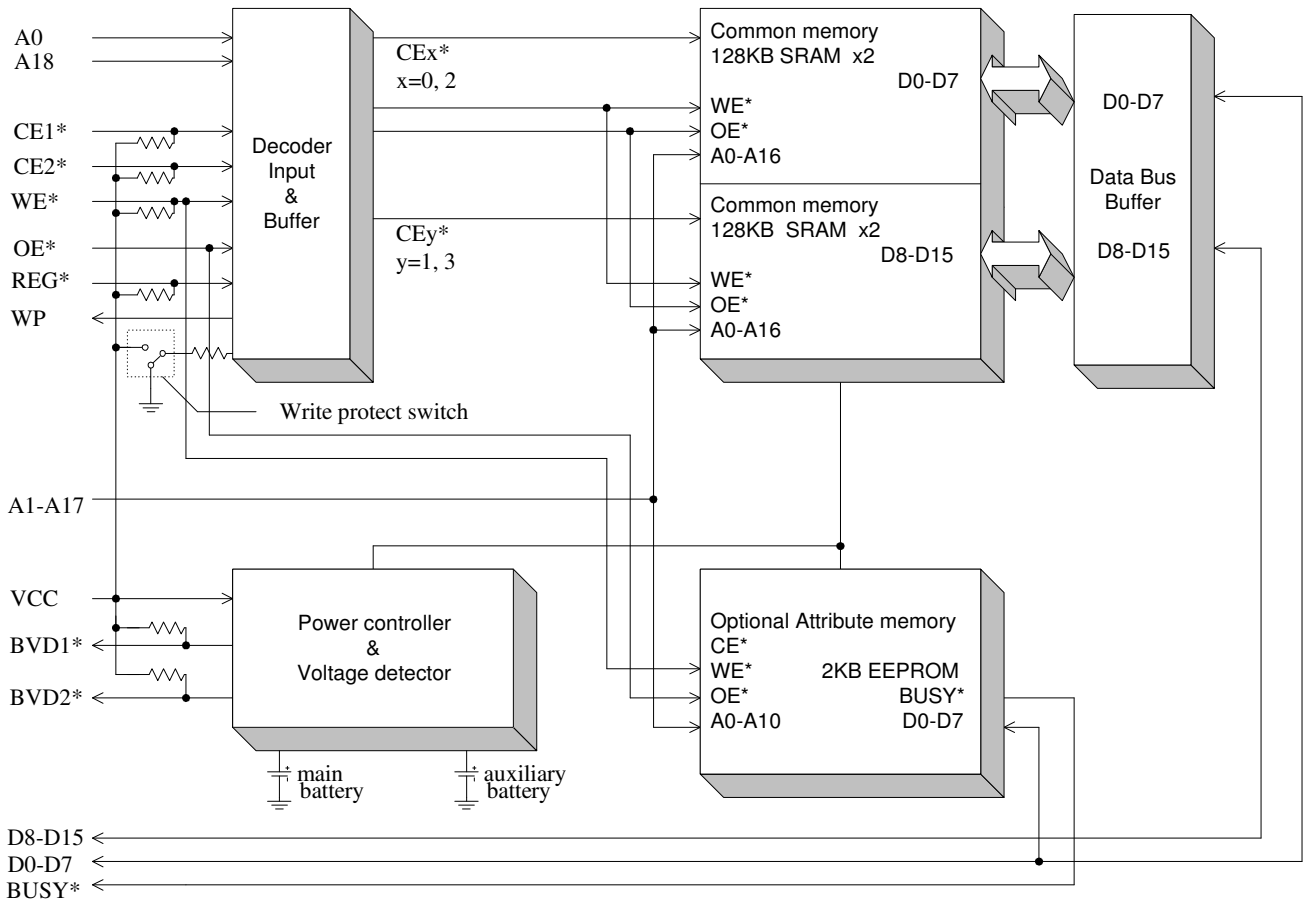 A0
A18
CE1*
CE2*
WE*
OE*
REG*
WP
Decoder
Input
&
Buffer
CEx*
x=0, 2
CEy*
y=1, 3
Common memory
128KB SRAM x2
D0-D7
WE*
OE*
A0-A16
Common memory
128KB SRAM x2
D8-D15
WE*
OE*
A0-A16
D0-D7
Data Bus
Buffer
D8-D15
Write protect switch
A1-A17
VCC
BVD1*
BVD2*
Power controller
&
Voltage detector
+ main
battery
+ auxiliary
battery
Optional Attribute memory
CE*
WE* 2KB EEPROM
OE* BUSY*
A0-A10 D0-D7
D8-D15
D0-D7
BUSY*